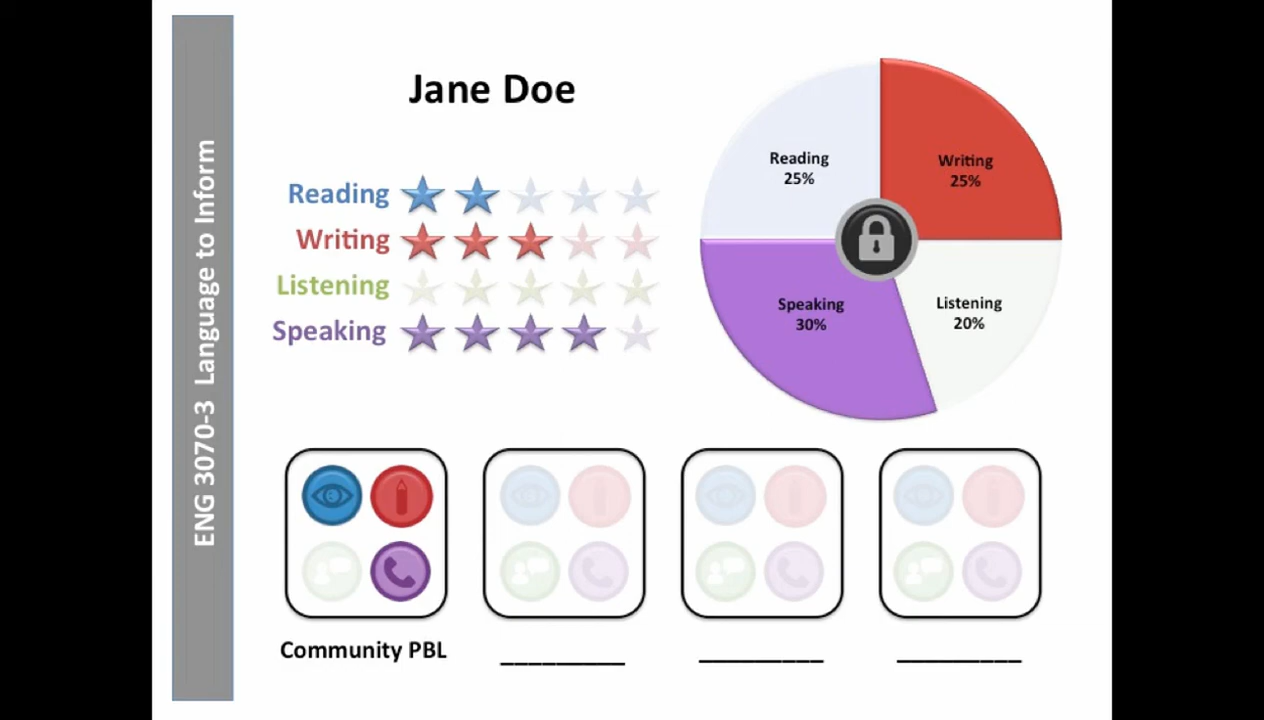 ENG 3070-3 Language to Inform
Jane Doe
Reading
Writing
Listening
Speaking
Reading
25%
Writing
25%
Speaking
30%
Listening
20%
Community PBL